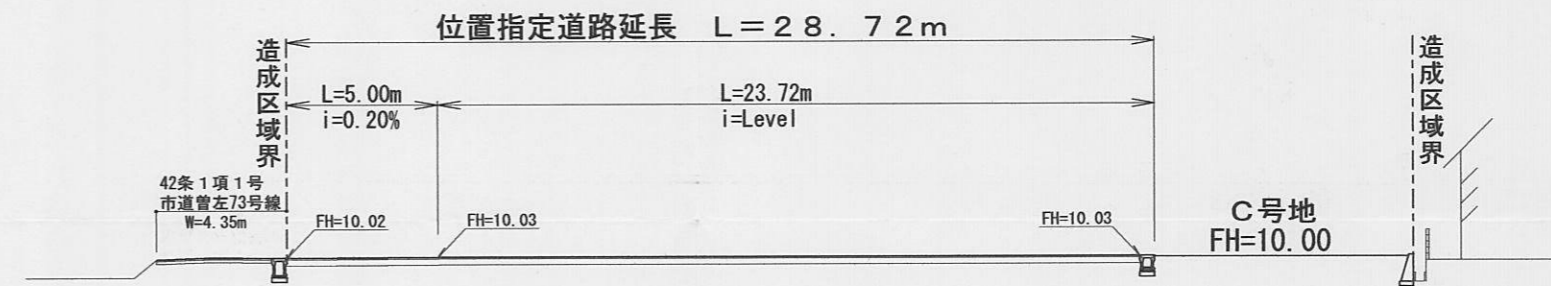 位置指定道路延長 L=28.72m
造成区域界
造成区域界
L=5.00m
i=0.20%
L=23.72m
i=Level
42条1項1号
市道曽左73号線
W=4.35m
FH=10.02
FH=10.03
FH=10.03
C号地
FH=10.00